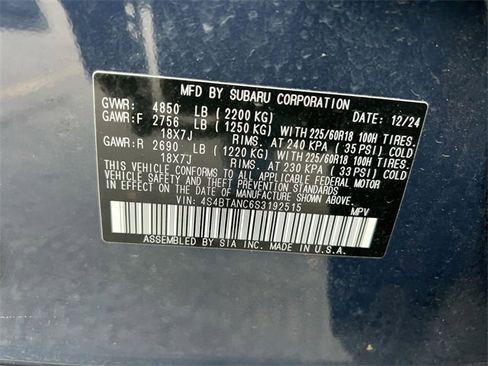 MFD BY SUBARU CORPORATION
GVWR: 4850 LB (2200 KG) DATE: 12/24
GAWR:F 2756 LB (1250 KG) WITH 225/60R18 100H TIRES.
18X7J RIMS. AT 240 KPA (35 PSI) COLD
GAWR:R 2690 LB (1220 KG) WITH 225/60R18 100H TIRES.
18X7J RIMS. AT 230 KPA (33 PSI) COLD
THIS VEHICLE CONFORMS TO ALL APPLICABLE FEDERAL MOTOR
VEHICLE SAFETY AND THEFT PREVENTION STANDARDS IN
EFFECT ON THE DATE OF MANUFACTURE SHOWN ABOVE.
VIN: 4S4BTANC6S3192515 MPV
ASSEMBLED BY SIA INC. MADE IN U.S.A.